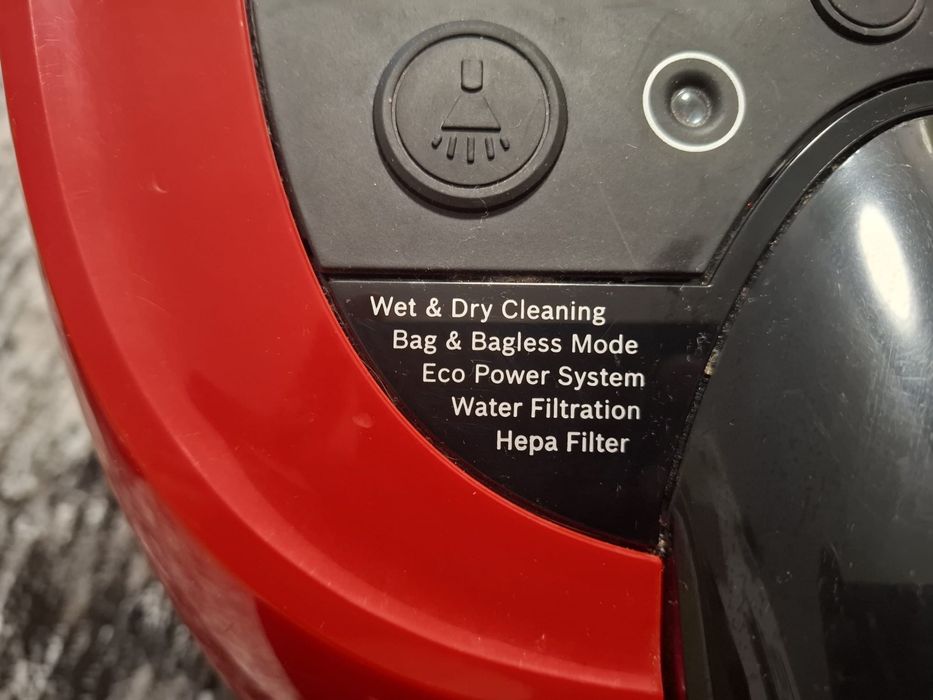 Wet & Dry Cleaning
Bag & Bagless Mode
Eco Power System
Water Filtration
Hepa Filter